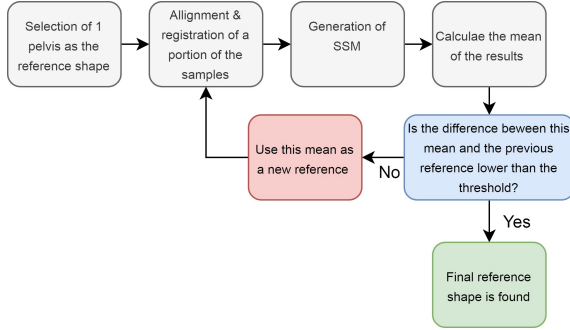 Selection of 1
pelvis as the
reference shape
Allignment &
registration of a
portion of the
samples
Generation of
SSM
Calculae the mean
of the results
Is the difference beween this
mean and the previous
reference lower than the
threshold?
Use this mean as
a new reference
No
Yes
Final reference
shape is found